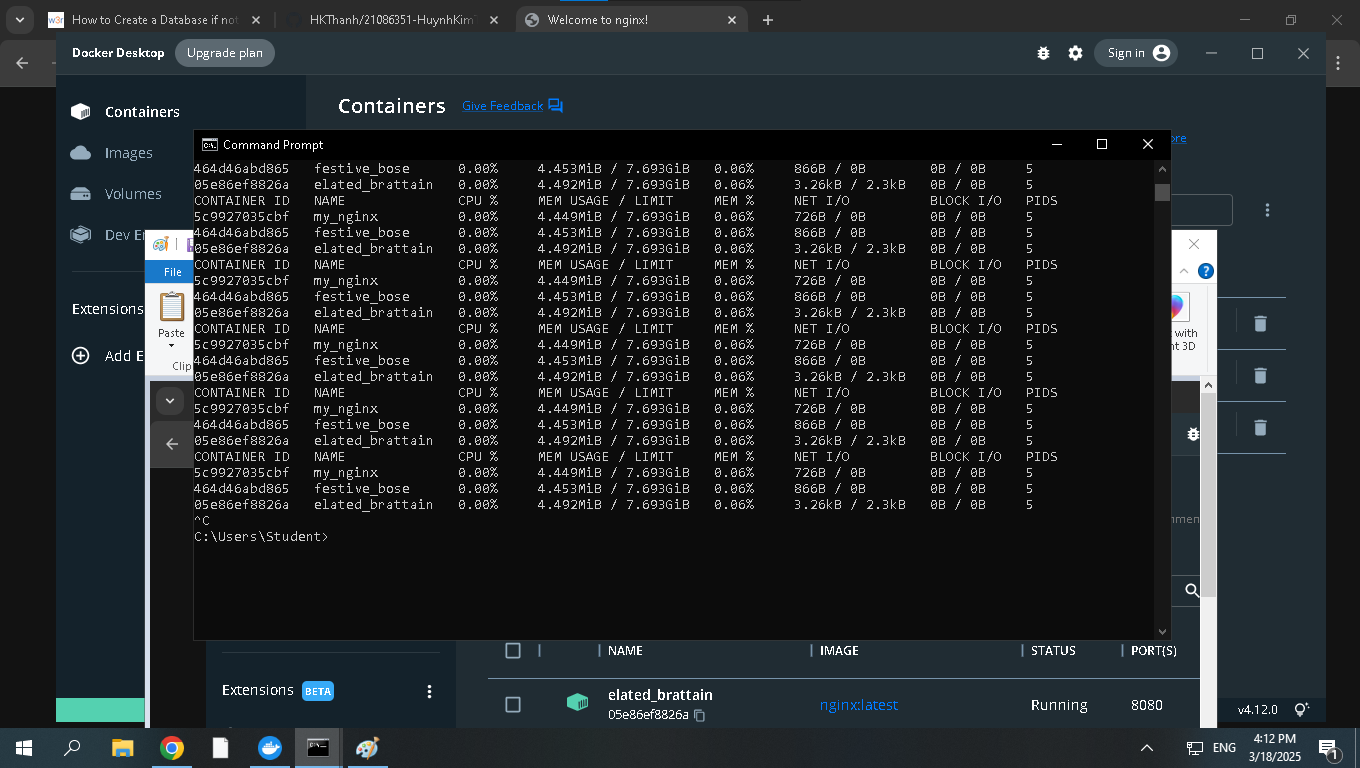 How to Create a Database if not
HKThanh/21086351-HuynhKim
Welcome to nginx!
Docker Desktop
Upgrade plan
Sign in
Containers
Images
Volumes
Dev E
Extensions
Add E
Containers
Give Feedback
ore
File
Paste
Clip
with
nt 3D
Command Prompt
464d46abd865 festive_bose 0.00% 4.453MiB / 7.693GiB 0.06% 866B / 0B 0B / 0B 5
05e86ef8826a elated_brattain 0.00% 4.492MiB / 7.693GiB 0.06% 3.26kB / 2.3kB 0B / 0B 5
CONTAINER ID NAME CPU % MEM USAGE / LIMIT MEM % NET I/O BLOCK I/O PIDS
5c9927035cbf my_nginx 0.00% 4.449MiB / 7.693GiB 0.06% 726B / 0B 0B / 0B 5
464d46abd865 festive_bose 0.00% 4.453MiB / 7.693GiB 0.06% 866B / 0B 0B / 0B 5
05e86ef8826a elated_brattain 0.00% 4.492MiB / 7.693GiB 0.06% 3.26kB / 2.3kB 0B / 0B 5
CONTAINER ID NAME CPU % MEM USAGE / LIMIT MEM % NET I/O BLOCK I/O PIDS
5c9927035cbf my_nginx 0.00% 4.449MiB / 7.693GiB 0.06% 726B / 0B 0B / 0B 5
464d46abd865 festive_bose 0.00% 4.453MiB / 7.693GiB 0.06% 866B / 0B 0B / 0B 5
05e86ef8826a elated_brattain 0.00% 4.492MiB / 7.693GiB 0.06% 3.26kB / 2.3kB 0B / 0B 5
CONTAINER ID NAME CPU % MEM USAGE / LIMIT MEM % NET I/O BLOCK I/O PIDS
5c9927035cbf my_nginx 0.00% 4.449MiB / 7.693GiB 0.06% 726B / 0B 0B / 0B 5
464d46abd865 festive_bose 0.00% 4.453MiB / 7.693GiB 0.06% 866B / 0B 0B / 0B 5
05e86ef8826a elated_brattain 0.00% 4.492MiB / 7.693GiB 0.06% 3.26kB / 2.3kB 0B / 0B 5
CONTAINER ID NAME CPU % MEM USAGE / LIMIT MEM % NET I/O BLOCK I/O PIDS
5c9927035cbf my_nginx 0.00% 4.449MiB / 7.693GiB 0.06% 726B / 0B 0B / 0B 5
464d46abd865 festive_bose 0.00% 4.453MiB / 7.693GiB 0.06% 866B / 0B 0B / 0B 5
05e86ef8826a elated_brattain 0.00% 4.492MiB / 7.693GiB 0.06% 3.26kB / 2.3kB 0B / 0B 5
CONTAINER ID NAME CPU % MEM USAGE / LIMIT MEM % NET I/O BLOCK I/O PIDS
5c9927035cbf my_nginx 0.00% 4.449MiB / 7.693GiB 0.06% 726B / 0B 0B / 0B 5
464d46abd865 festive_bose 0.00% 4.453MiB / 7.693GiB 0.06% 866B / 0B 0B / 0B 5
05e86ef8826a elated_brattain 0.00% 4.492MiB / 7.693GiB 0.06% 3.26kB / 2.3kB 0B / 0B 5
^C
C:\Users\Student>
nmen
Extensions BETA
NAME IMAGE STATUS PORT(S)
elated_brattain
05e86ef8826a
nginx:latest Running 8080
v4.12.0
ENG
4:12 PM
3/18/2025
1